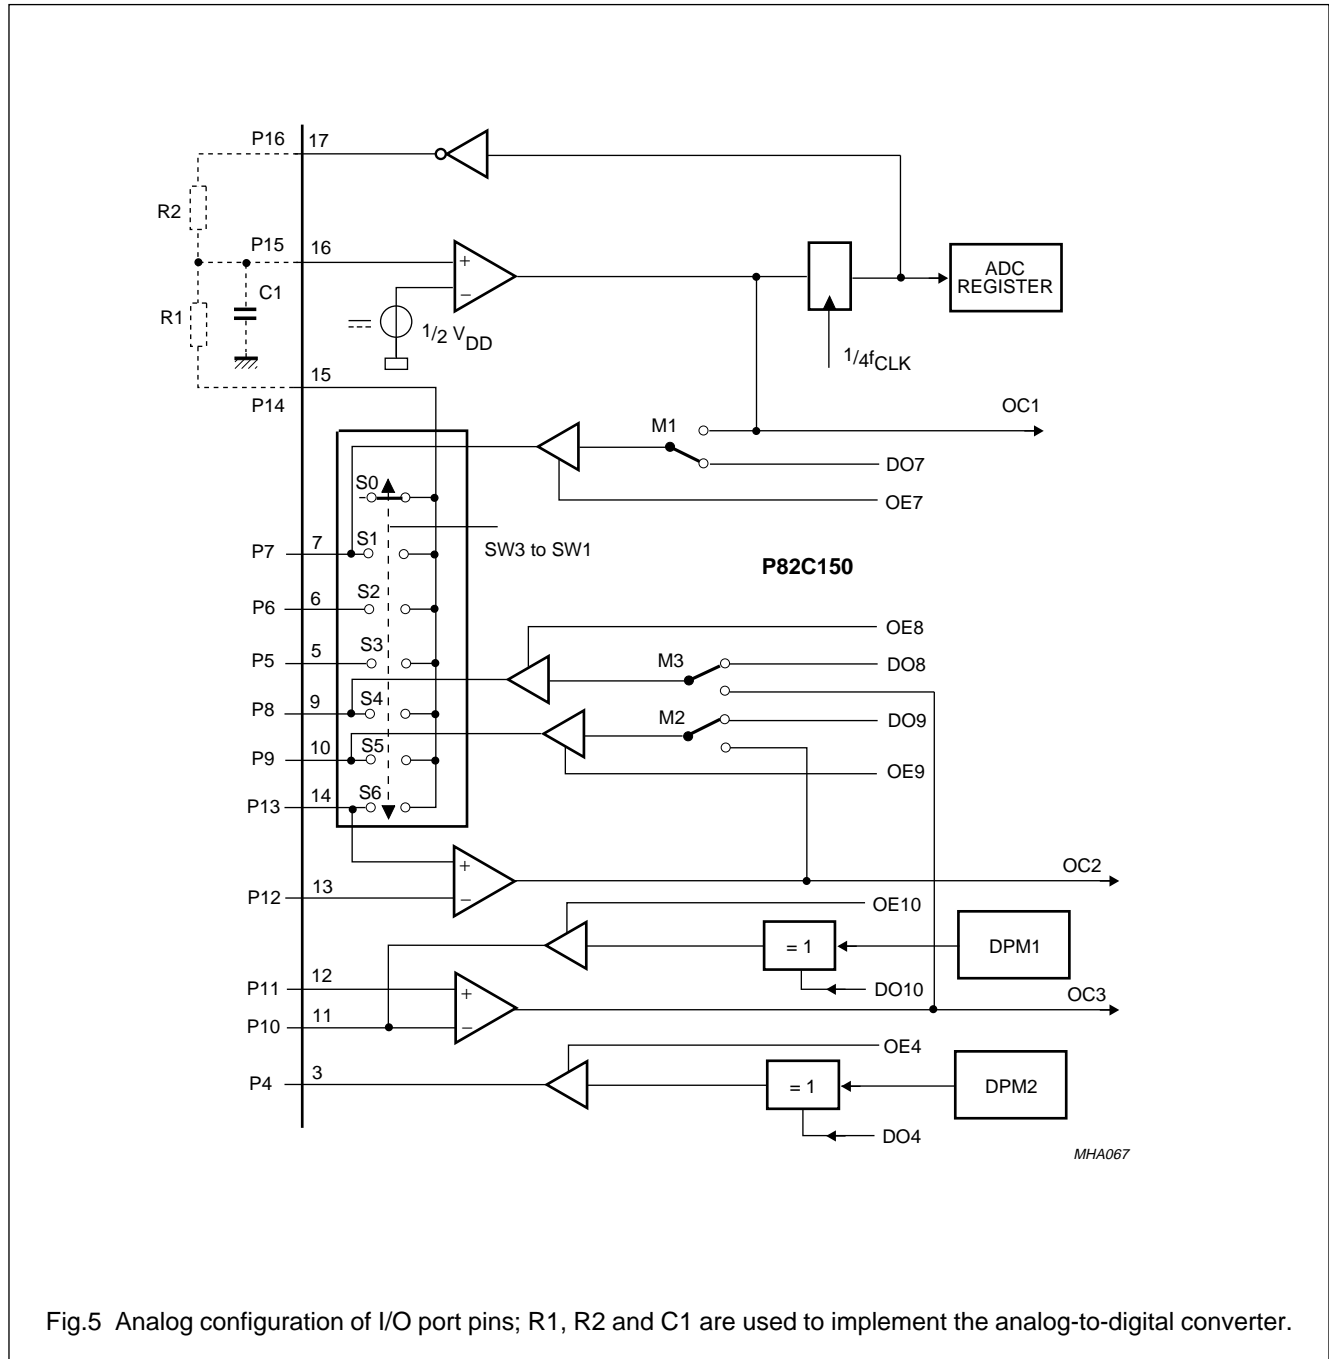 P16 17
R2
P15 16
+
ADC
REGISTER
C1
−
R1
1/2 VDD
1/4fCLK
15
P14
M1
OC1
DO7
S0
OE7
P7 7 S1
SW3 to SW1
P82C150
P6 6 S2
OE8
P5 5 S3
M3 DO8
P8 9 S4
M2 DO9
P9 10 S5
OE9
P13 14 S6
+
OC2
P12 13 −
OE10
= 1
DPM1
P11 12 +
DO10
OC3
P10 11 −
OE4
P4 3
= 1
DPM2
DO4
MHA067
Fig.5 Analog configuration of I/O port pins; R1, R2 and C1 are used to implement the analog-to-digital converter.